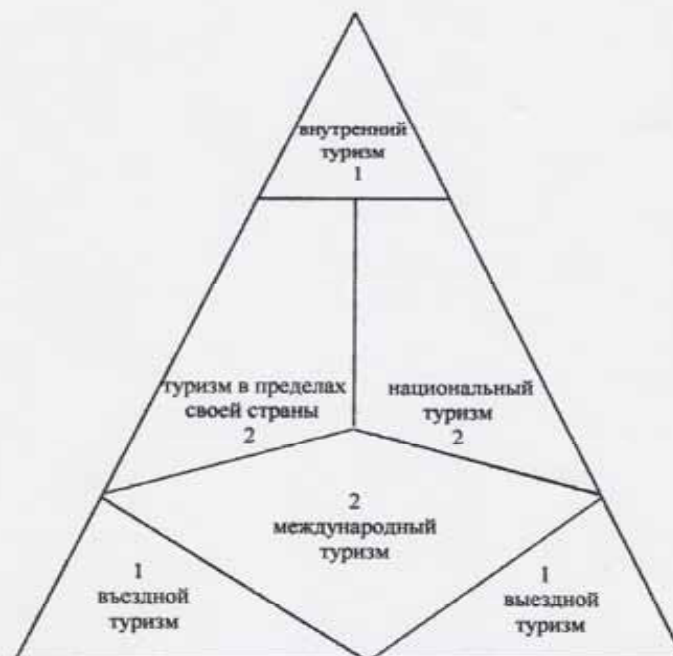 внутренний
туризм
1
туризм в пределах
своей страны
2
национальный
туризм
2
2
международный
туризм
1
въездной
туризм
1
выездной
туризм